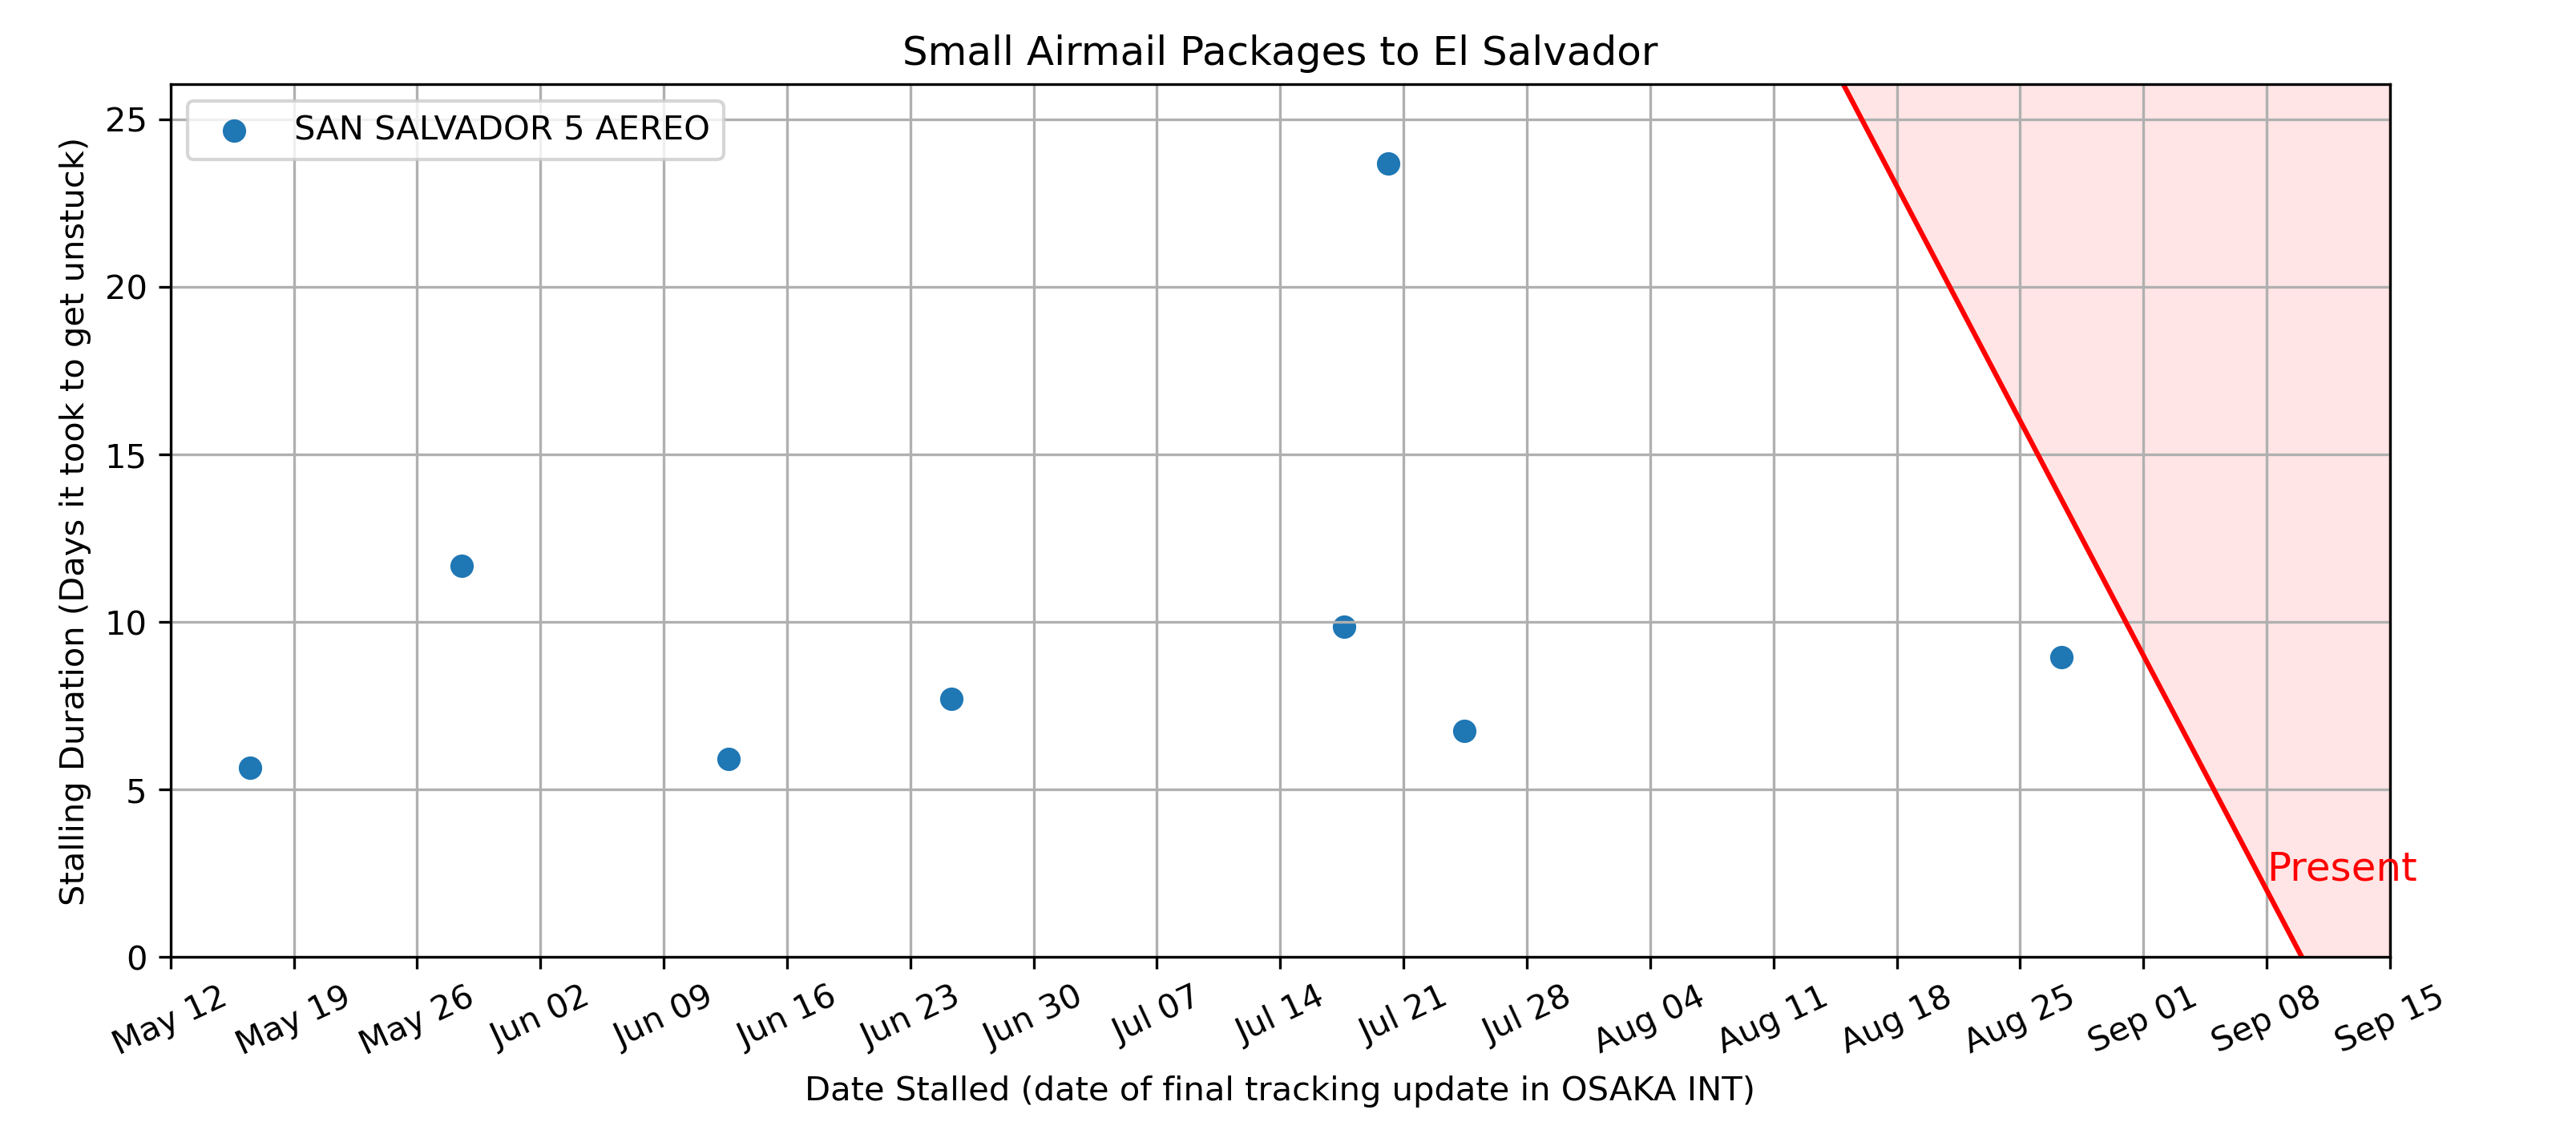 Small Airmail Packages to El Salvador
SAN SALVADOR 5 AEREO
Stalling Duration (Days it took to get unstuck)
25
20
15
10
5
0
Present
May 12
May 19
May 26
Jun 02
Jun 09
Jun 16
Jun 23
Jun 30
Jul 07
Jul 14
Jul 21
Jul 28
Aug 04
Aug 11
Aug 18
Aug 25
Sep 01
Sep 08
Sep 15
Date Stalled (date of final tracking update in OSAKA INT)